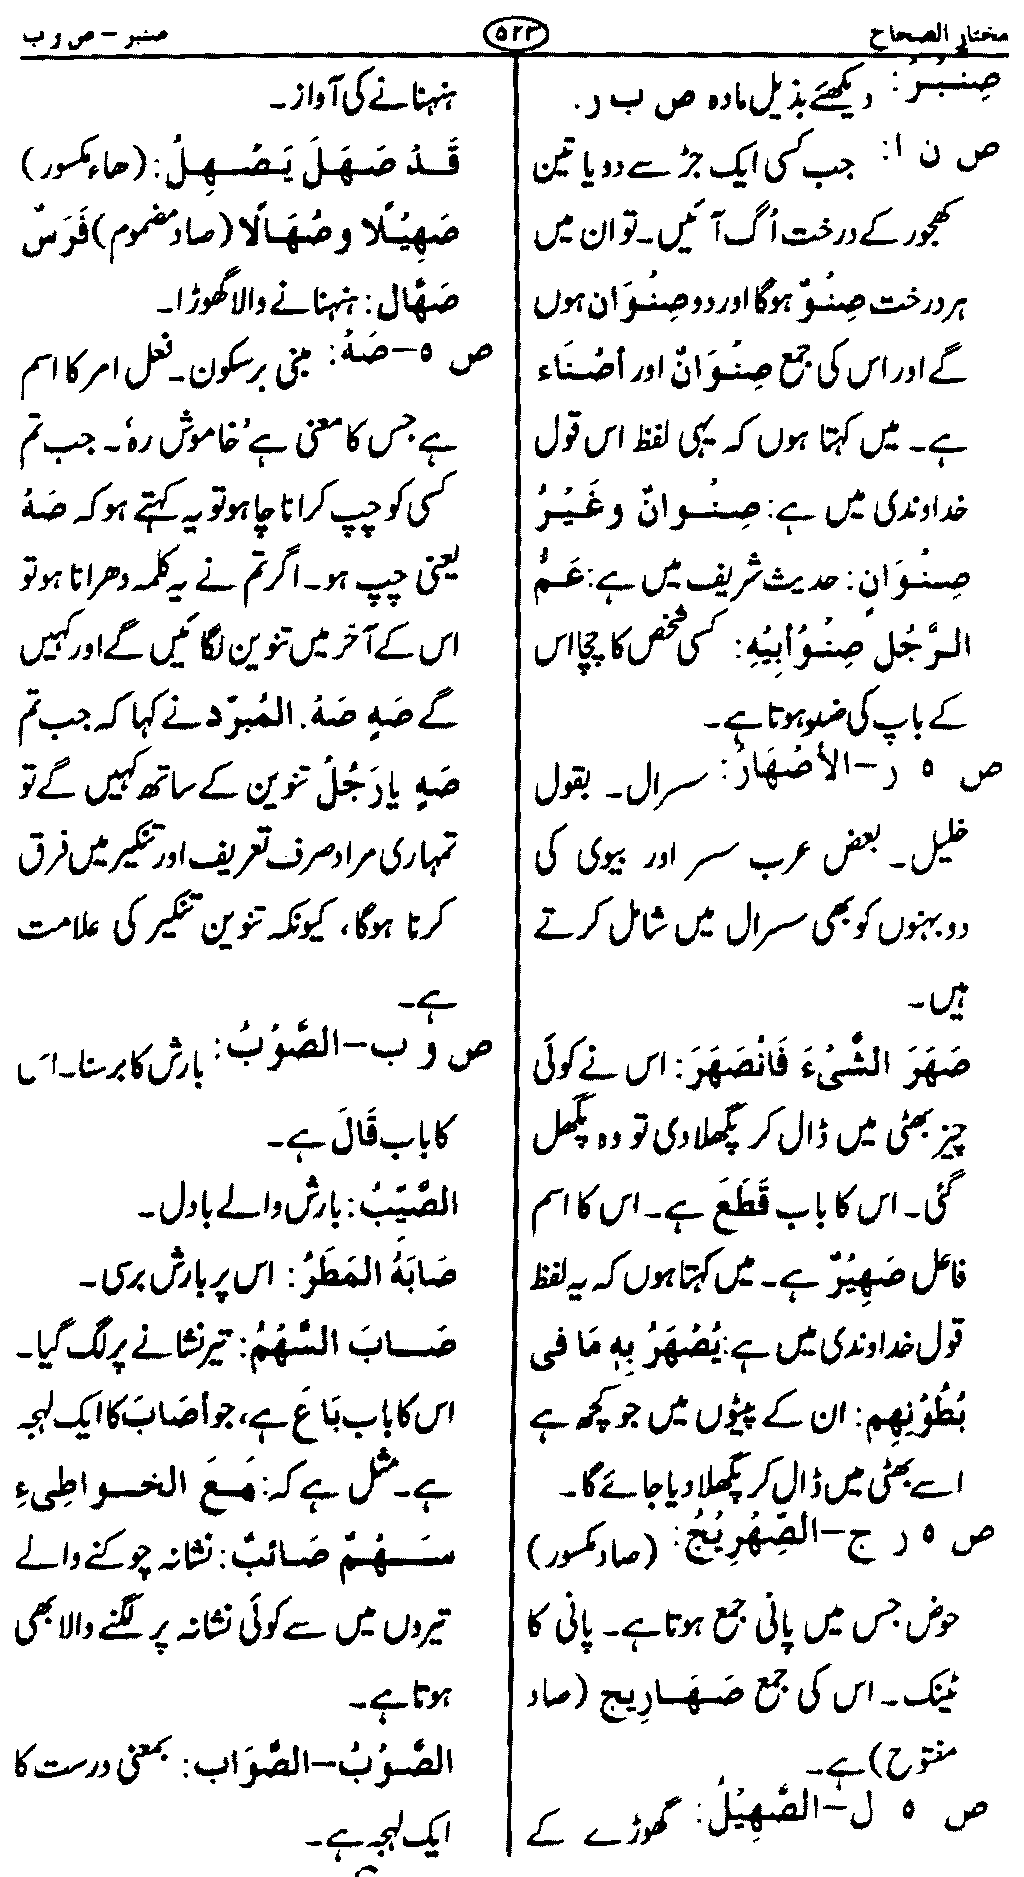 مختار الصحاح
۵۲۳
صنبر – ص و ب
صِنَبْرٌ: دیکھئے بذیل مادہ ص ب ر.
ص ن ا: جب کسی ایک جڑ سے دو یا تین
کھجور کے درخت اُگ آئیں۔ تو ان میں
ہر درخت صِنْوٌ ہوگا اور دو صِنْوَان ہوں
گے اور اس کی جمع صِنْوَانٌ اور أصْنَاء
ہے۔ میں کہتا ہوں کہ یہی لفظ اس قول
خداوندی میں ہے: صِنْوانٌ وغَیْرُ
صِنْوَانٍ: حدیث شریف میں ہے: عَمُّ
الرَّجُل صِنْوُ أبِیْهِ: کسی شخص کا چچا اس
کے باپ کی صنو ہوتا ہے۔
ص ہ ر–الأصْهَارُ: سسرال۔ بقول
خلیل۔ بعض عرب سسر اور بیوی کی
دو بہنوں کو بھی سسرال میں شامل کرتے
ہیں۔
صَهَرَ الشَّیْءَ فَانْصَهَرَ: اس نے کوئی
چیز بھٹی میں ڈال کر پگھلا دی تو وہ پگھل
گئی۔ اس کا باب قَطَعَ ہے۔ اس کا اسم
فاعل صَهِیْرٌ ہے۔ میں کہتا ہوں کہ یہ لفظ
قول خداوندی میں ہے: یُصْهَرُ بِهٖ مَا فی
بُطُوْنِهِم: ان کے پیٹوں میں جو کچھ ہے
اسے بھٹی میں ڈال کر پگھلا دیا جائے گا۔
ص ہ ر ج–الصِّهْرِیْجُ: (صاد مکسور)
حوض جس میں پانی جمع ہوتا ہے۔ پانی کا
ٹینک۔ اس کی جمع صَهَارِیج (صاد
مفتوح) ہے۔
ص ہ ل–الصَّهِیْلُ: گھوڑے کے
ہنہنانے کی آواز۔
قَدْ صَهَلَ یَصْهِلُ: (ھاء مکسور)
صَهِیْلًا وصُهَالًا (صاد مضموم) فَرَسٌ
صَهَّال: ہنہنانے والا گھوڑا۔
ص ہ–صَهْ: مبنی بر سکون۔ فعل امر کا اسم
ہے جس کا معنی ہے 'خاموش رہ'۔ جب تم
کسی کو چپ کرانا چاہو تو یہ کہتے ہو کہ صَهْ
یعنی چپ ہو۔ اگر تم نے یہ کلمہ دھرانا ہو تو
اس کے آخر میں تنوین لگائیں گے اور کہیں
گے صَهٍ صَهْ. المُبرّد نے کہا کہ جب تم
صَهٍ یا رَجُلُ تنوین کے ساتھ کہیں گے تو
تمہاری مراد صرف تعریف اور تنکیر میں فرق
کرنا ہوگا، کیونکہ تنوین تنکیر کی علامت
ہے۔
ص و ب–الصَّوْبُ: بارش کا برسنا۔ اس
کا باب قَالَ ہے۔
الصَّیِّبُ: بارش والے بادل۔
صَابَهُ المَطَرُ: اس پر بارش برسی۔
صَابَ السَّهْمُ: تیر نشانے پر لگ گیا۔
اس کا باب بَاعَ ہے، جو أصَابَ کا ایک لہجہ
ہے۔ مثل ہے کہ: مَعَ الخواطِیءِ
سَهْمٌ صَائبٌ: نشانہ چوکنے والے
تیروں میں سے کوئی نشانہ پر لگنے والا بھی
ہوتا ہے۔
الصَّوْبُ–الصَّوَاب: بمعنی درست کا
ایک لہجہ ہے۔